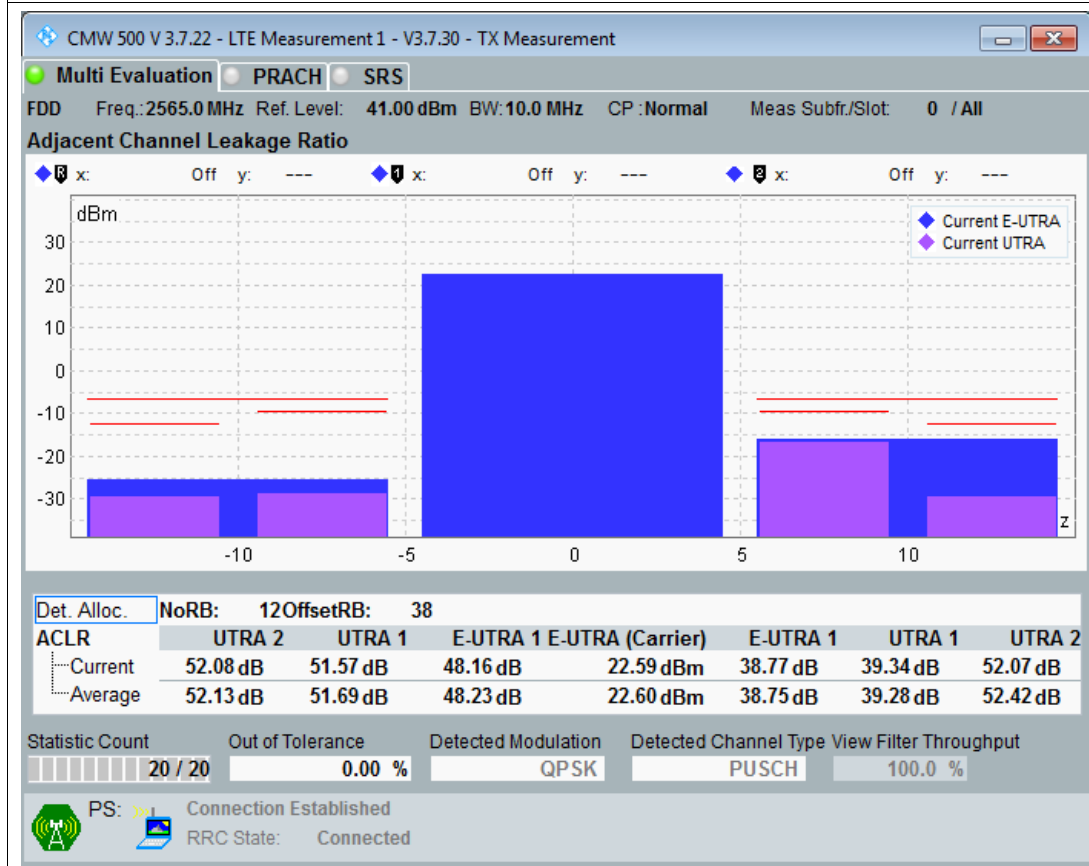 CMW 500 V 3.7.22 - LTE Measurement 1 - V3.7.30 - TX Measurement
Multi Evaluation PRACH SRS
FDD Freq.: 2565.0 MHz Ref. Level: 41.00 dBm BW: 10.0 MHz CP : Normal Meas Subfr./Slot: 0 / All
Adjacent Channel Leakage Ratio
R x: Off y: --- 1 x: Off y: --- 2 x: Off y: ---
dBm
Current E-UTRA
Current UTRA
30
20
10
0
-10
-20
-30
z
-10 -5 0 5 10
Det. Alloc. NoRB: 12 OffsetRB: 38
ACLR UTRA 2 UTRA 1 E-UTRA 1 E-UTRA (Carrier) E-UTRA 1 UTRA 1 UTRA 2
Current 52.08 dB 51.57 dB 48.16 dB 22.59 dBm 38.77 dB 39.34 dB 52.07 dB
Average 52.13 dB 51.69 dB 48.23 dB 22.60 dBm 38.75 dB 39.28 dB 52.42 dB
Statistic Count Out of Tolerance Detected Modulation Detected Channel Type View Filter Throughput
20 / 20 0.00 % QPSK PUSCH 100.0 %
PS: Connection Established
RRC State: Connected